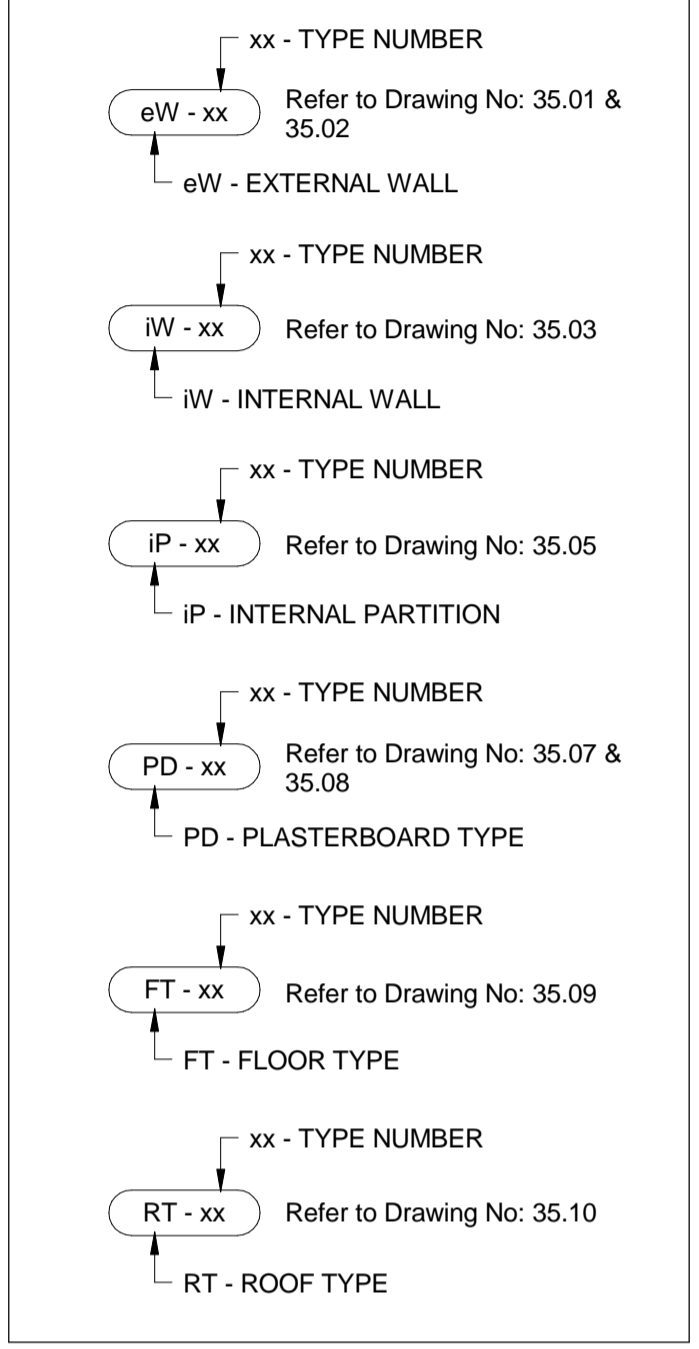 xx - TYPE NUMBER
eW - xx
Refer to Drawing No: 35.01 &
35.02
eW - EXTERNAL WALL
xx - TYPE NUMBER
iW - xx
Refer to Drawing No: 35.03
iW - INTERNAL WALL
xx - TYPE NUMBER
iP - xx
Refer to Drawing No: 35.05
iP - INTERNAL PARTITION
xx - TYPE NUMBER
PD - xx
Refer to Drawing No: 35.07 &
35.08
PD - PLASTERBOARD TYPE
xx - TYPE NUMBER
FT - xx
Refer to Drawing No: 35.09
FT - FLOOR TYPE
xx - TYPE NUMBER
RT - xx
Refer to Drawing No: 35.10
RT - ROOF TYPE